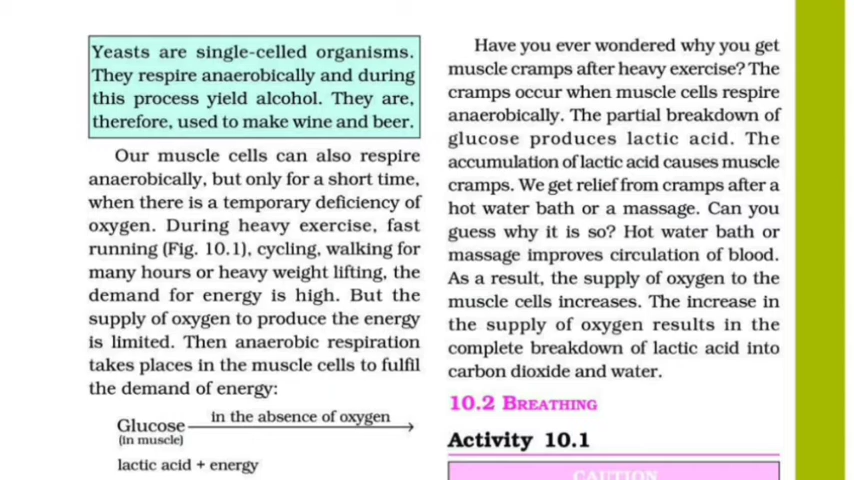 Yeasts are single-celled organisms.
They respire anaerobically and during
this process yield alcohol. They are,
therefore, used to make wine and beer.
Our muscle cells can also respire
anaerobically, but only for a short time,
when there is a temporary deficiency of
oxygen. During heavy exercise, fast
running (Fig. 10.1), cycling, walking for
many hours or heavy weight lifting, the
demand for energy is high. But the
supply of oxygen to produce the energy
is limited. Then anaerobic respiration
takes places in the muscle cells to fulfil
the demand of energy:
in the absence of oxygen
Glucose
(in muscle)
lactic acid + energy
Have you ever wondered why you get
muscle cramps after heavy exercise? The
cramps occur when muscle cells respire
anaerobically. The partial breakdown of
glucose produces lactic acid. The
accumulation of lactic acid causes muscle
cramps. We get relief from cramps after a
hot water bath or a massage. Can you
guess why it is so? Hot water bath or
massage improves circulation of blood.
As a result, the supply of oxygen to the
muscle cells increases. The increase in
the supply of oxygen results in the
complete breakdown of lactic acid into
carbon dioxide and water.
10.2 BREATHING
Activity 10.1
CAUTION